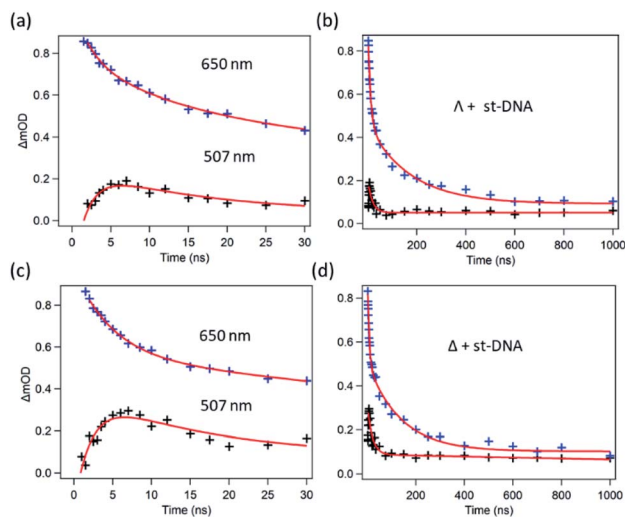 (a)
0.8
0.6
0.4
0.2
0.0
ΔmOD
650 nm
507 nm
0 5 10 15 20 25 30
Time (ns)
(b)
0.8
0.6
0.4
0.2
0.0
Λ + st-DNA
200 400 600 800 1000
Time (ns)
(c)
0.8
0.6
0.4
0.2
0.0
ΔmOD
650 nm
507 nm
0 5 10 15 20 25 30
Time (ns)
(d)
0.8
0.6
0.4
0.2
0.0
Δ + st-DNA
200 400 600 800 1000
Time (ns)